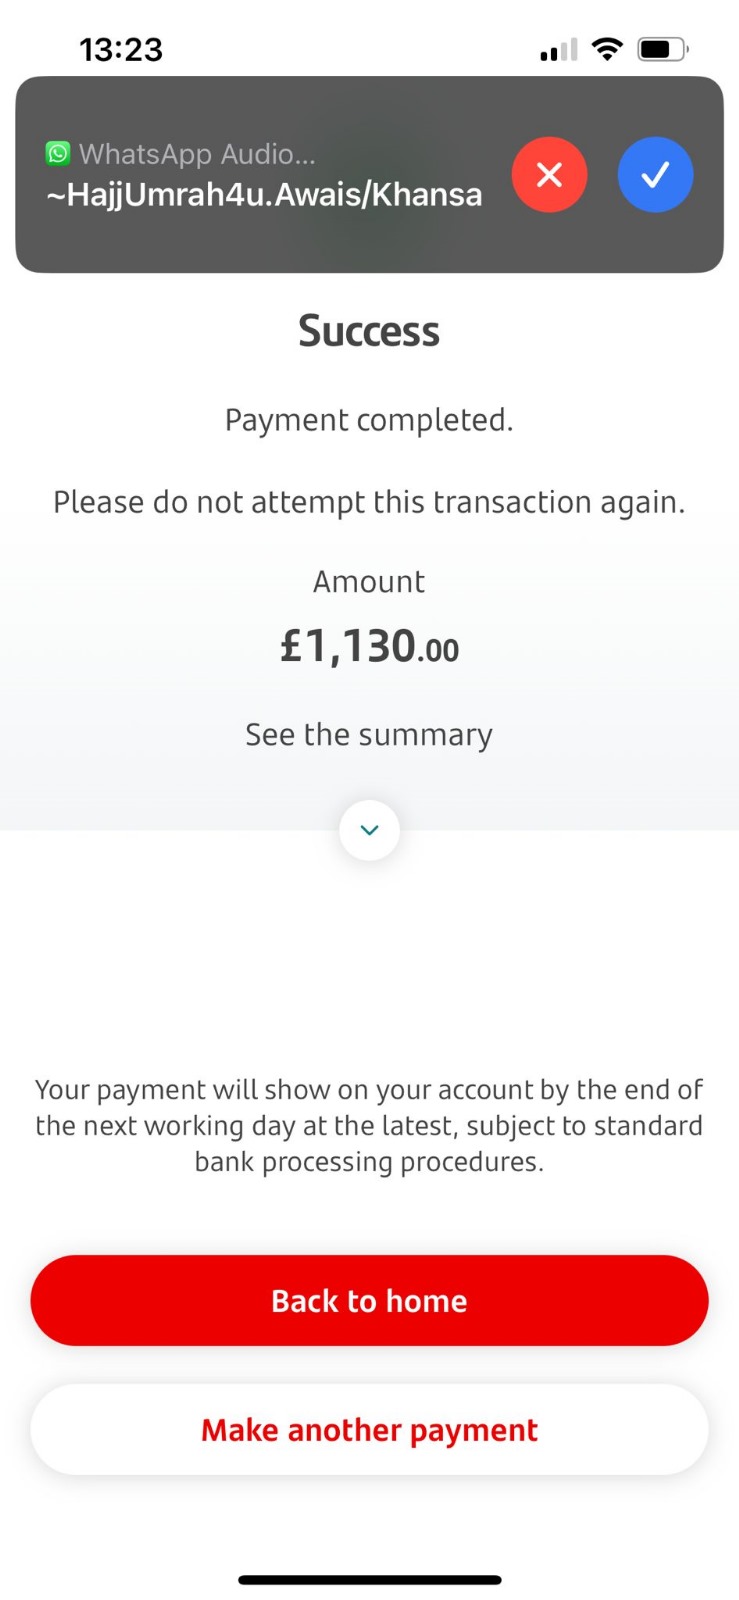 13:23
WhatsApp Audio...
~HajjUmrah4u.Awais/Khansa
Success
Payment completed.
Please do not attempt this transaction again.
Amount
£1,130.00
See the summary
Your payment will show on your account by the end of
the next working day at the latest, subject to standard
bank processing procedures.
Back to home
Make another payment